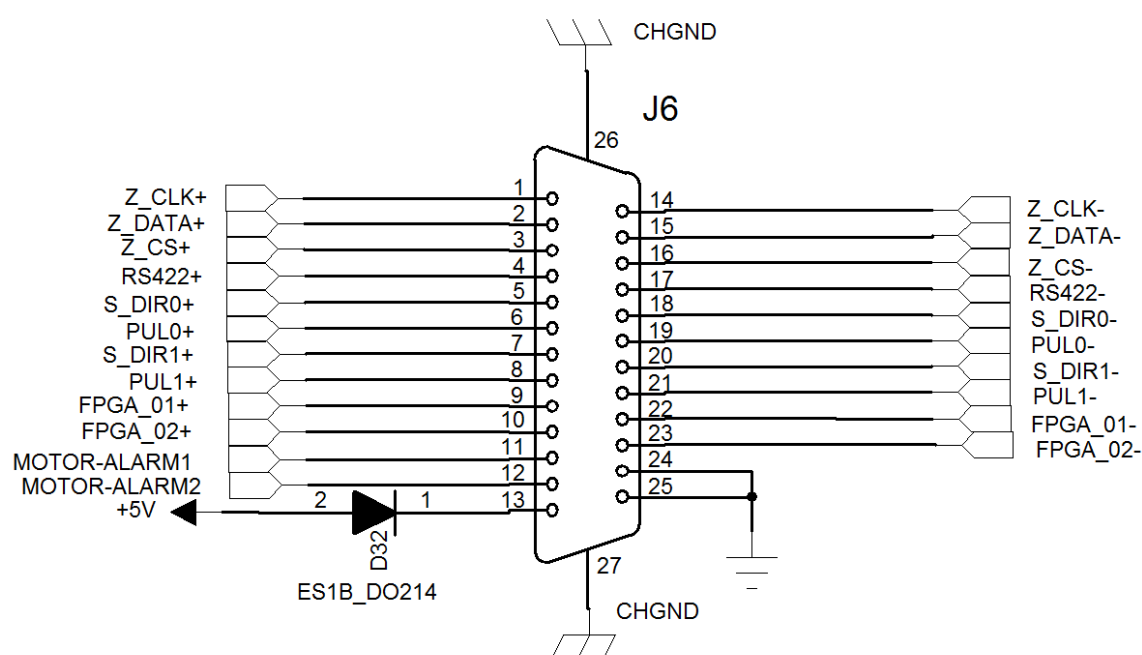 CHGND
J6
26
Z_CLK+ 1
14 Z_CLK-
Z_DATA+ 2
15 Z_DATA-
Z_CS+ 3
16 Z_CS-
RS422+ 4
17 RS422-
S_DIR0+ 5
18 S_DIR0-
PUL0+ 6
19 PUL0-
S_DIR1+ 7
20 S_DIR1-
PUL1+ 8
21 PUL1-
FPGA_01+ 9
22 FPGA_01-
FPGA_02+ 10
23 FPGA_02-
MOTOR-ALARM1 11
24
MOTOR-ALARM2 12
25
+5V 2 1 13
D32
ES1B_DO214
27
CHGND